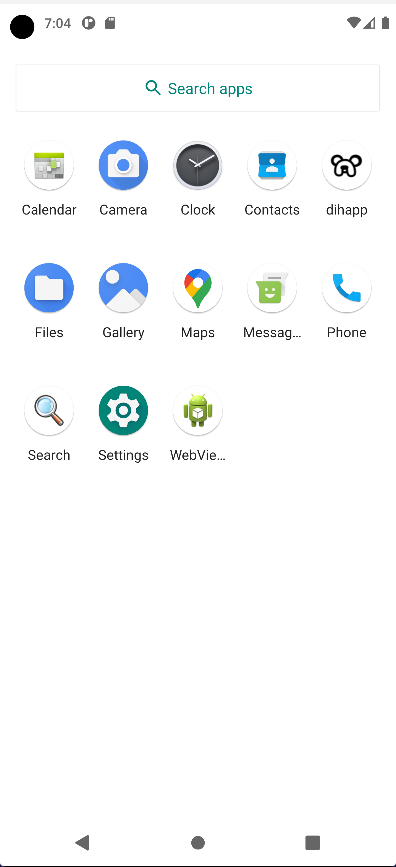 7:04
Search apps
Calendar Camera Clock Contacts dihapp
Files Gallery Maps Messag... Phone
Search Settings WebVie...